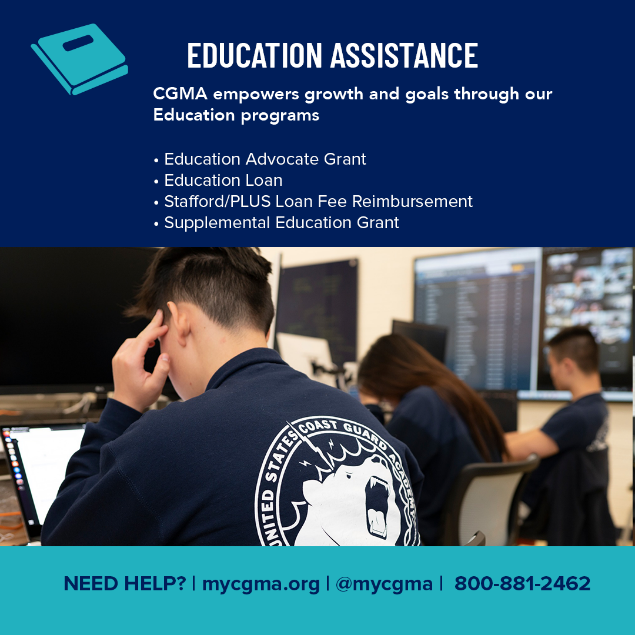 EDUCATION ASSISTANCE
CGMA empowers growth and goals through our
Education programs
• Education Advocate Grant
• Education Loan
• Stafford/PLUS Loan Fee Reimbursement
• Supplemental Education Grant
UNITED STATES COAST GUARD ACADEMY
NEED HELP? | mycgma.org | @mycgma | 800-881-2462